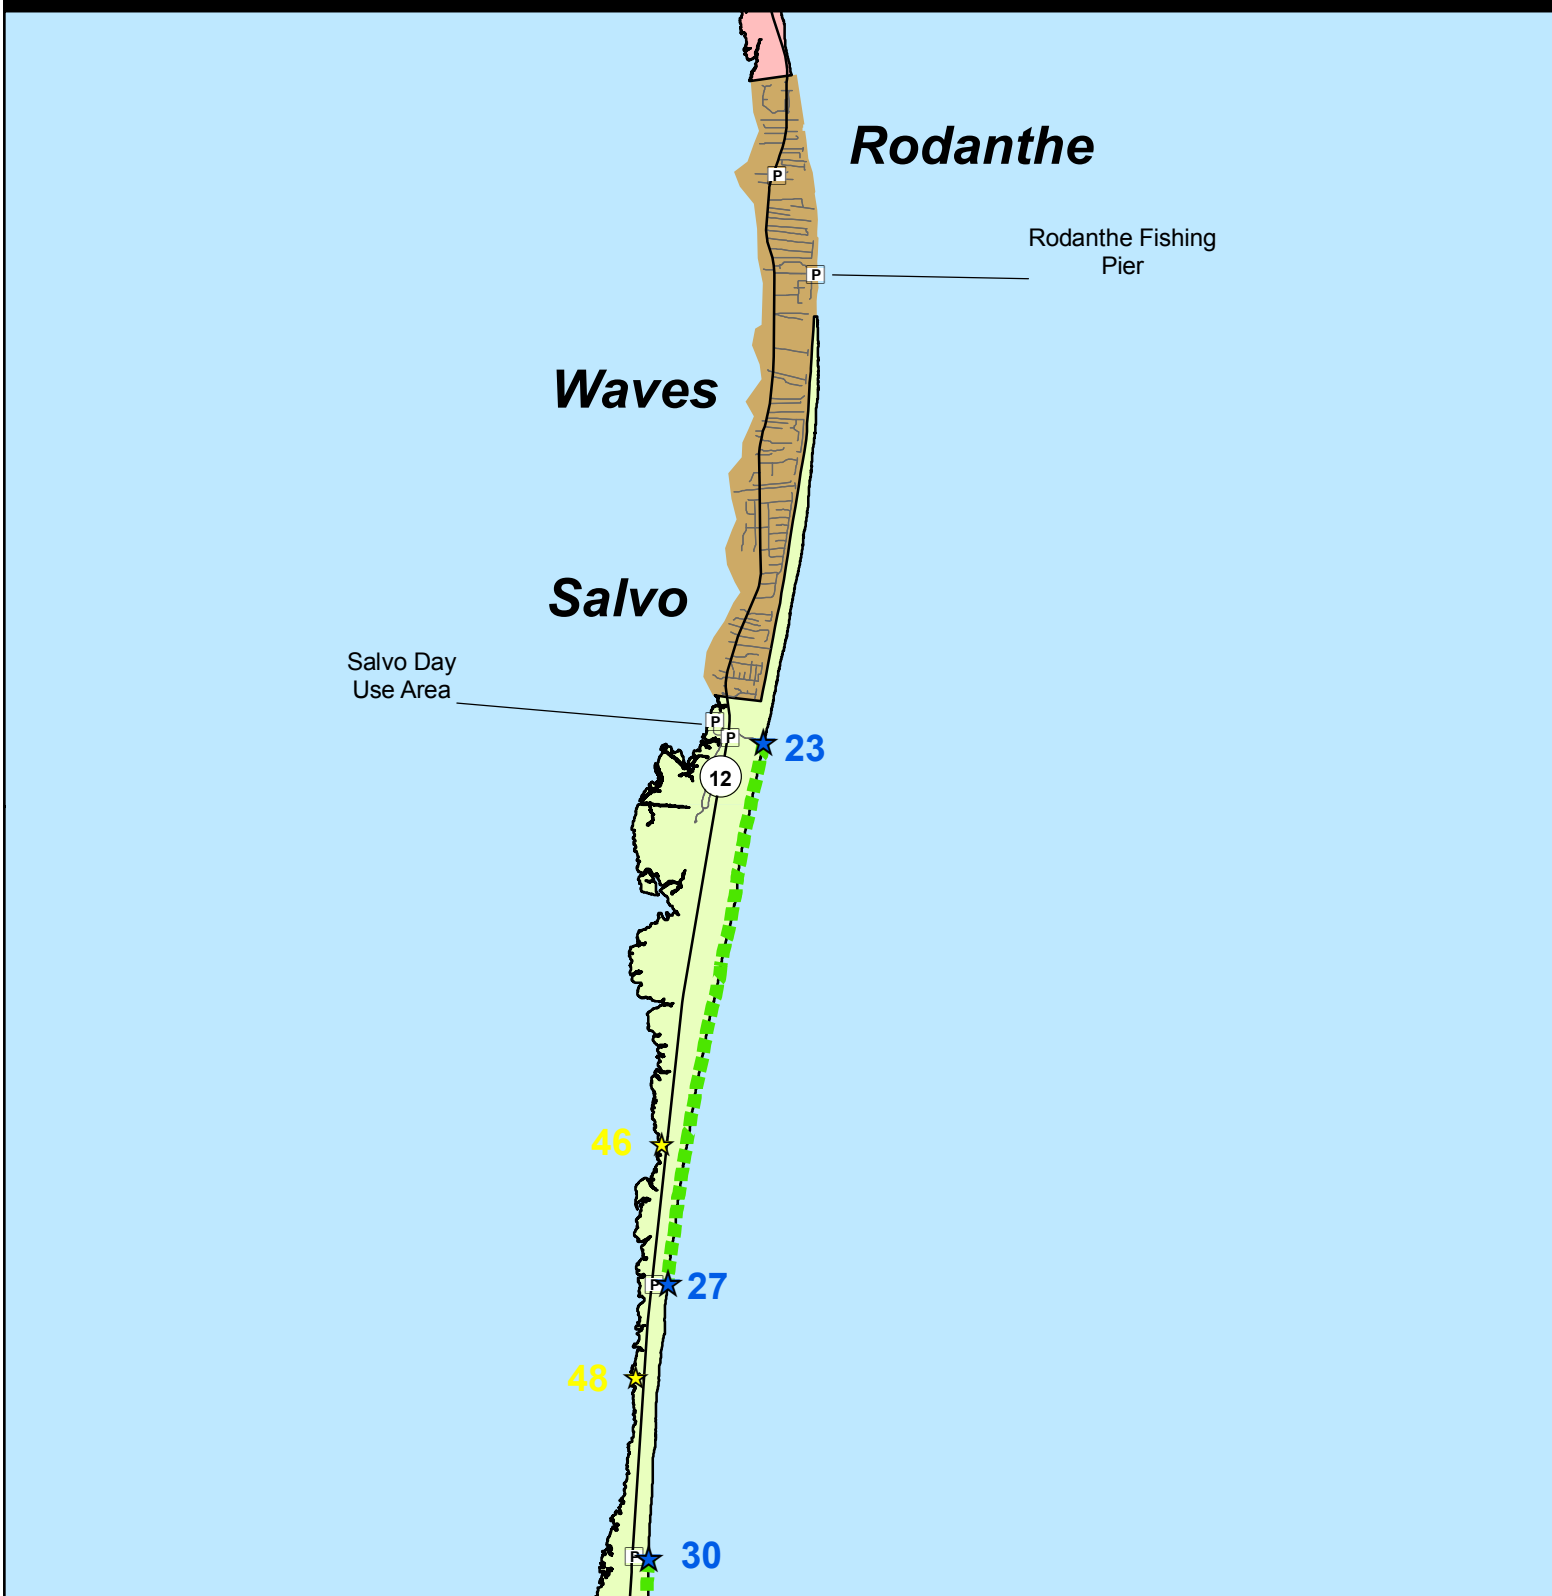 Rodanthe
P
Rodanthe Fishing
Pier
P
Waves
Salvo
Salvo Day
Use Area
P
P
23
12
46
P
27
48
P
30